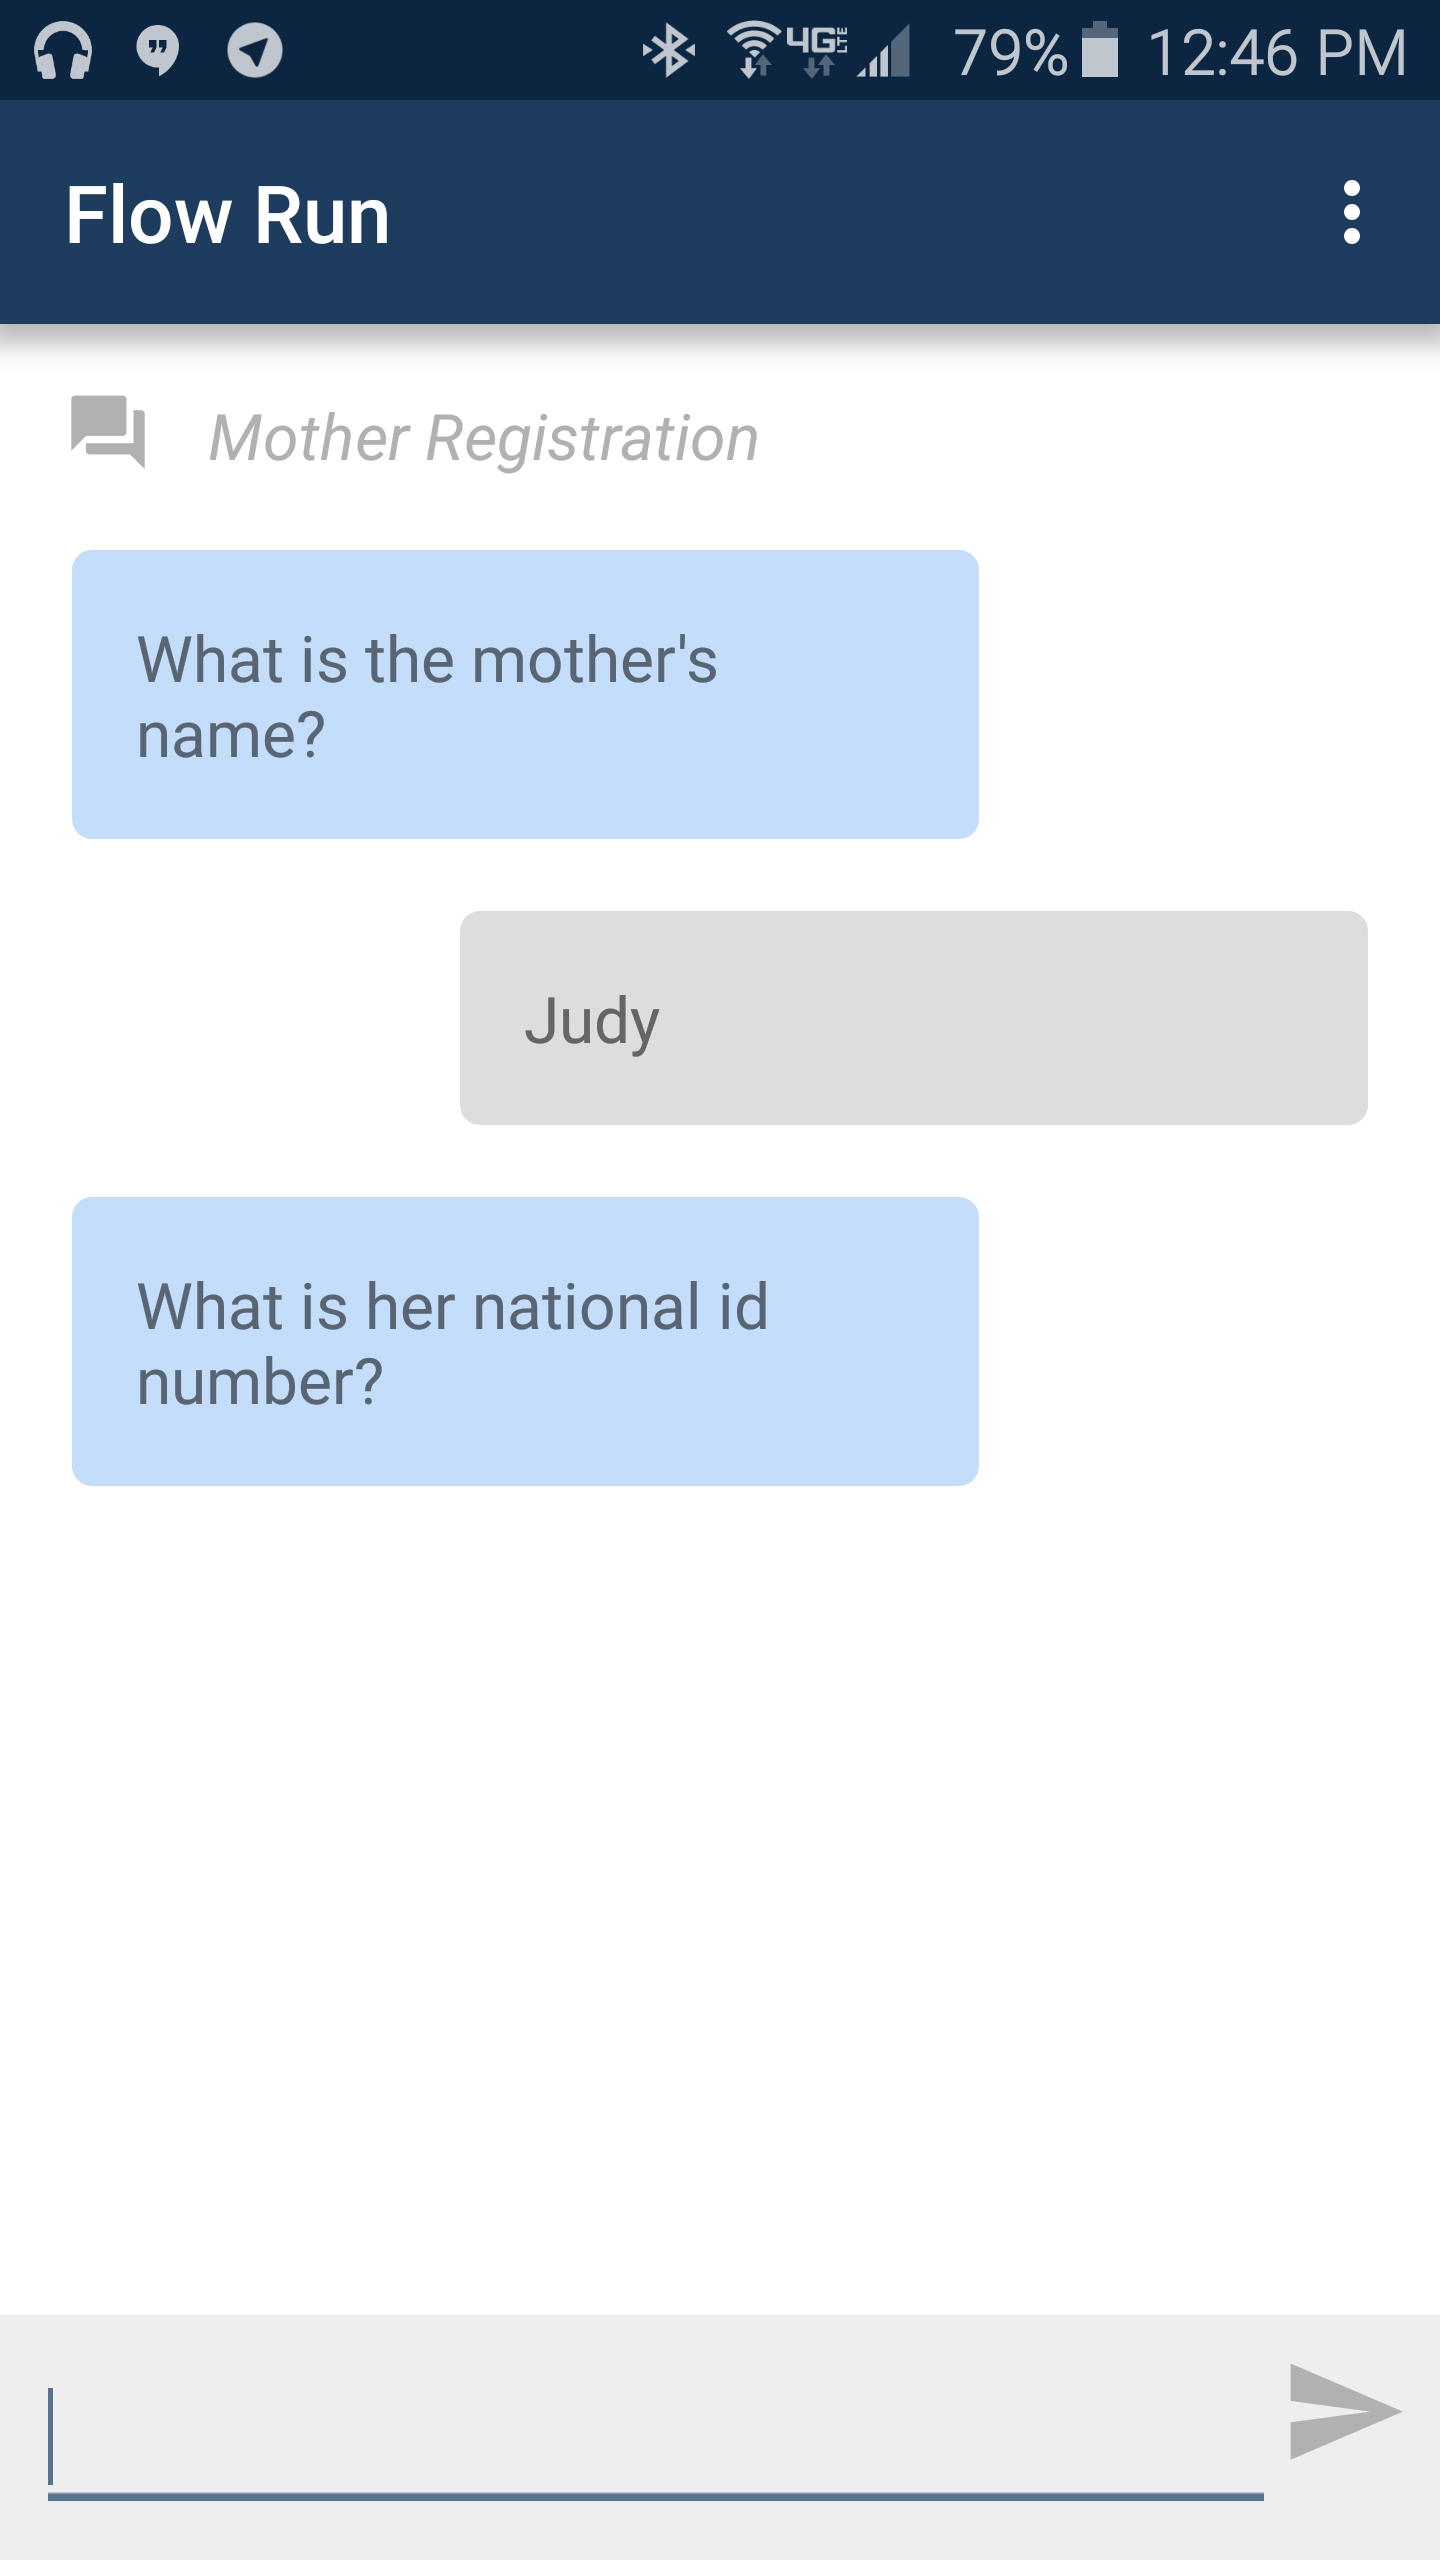 4G LTE 79% 12:46 PM
Flow Run
Mother Registration
What is the mother's
name?
Judy
What is her national id
number?